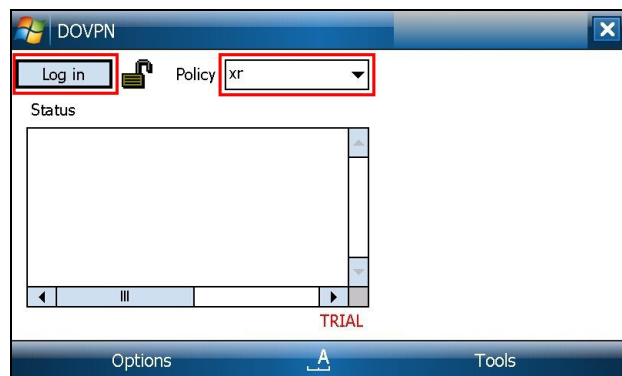 DOVPN
Log in Policy xr
Status
TRIAL
Options A Tools